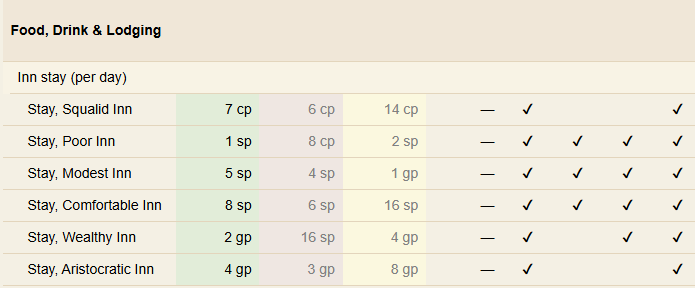 Food, Drink & Lodging
Inn stay (per day)
Stay, Squalid Inn 7 cp 6 cp 14 cp — ✓ ✓
Stay, Poor Inn 1 sp 8 cp 2 sp — ✓ ✓ ✓ ✓
Stay, Modest Inn 5 sp 4 sp 1 gp — ✓ ✓ ✓ ✓
Stay, Comfortable Inn 8 sp 6 sp 16 sp — ✓ ✓ ✓ ✓
Stay, Wealthy Inn 2 gp 16 sp 4 gp — ✓ ✓ ✓
Stay, Aristocratic Inn 4 gp 3 gp 8 gp — ✓ ✓